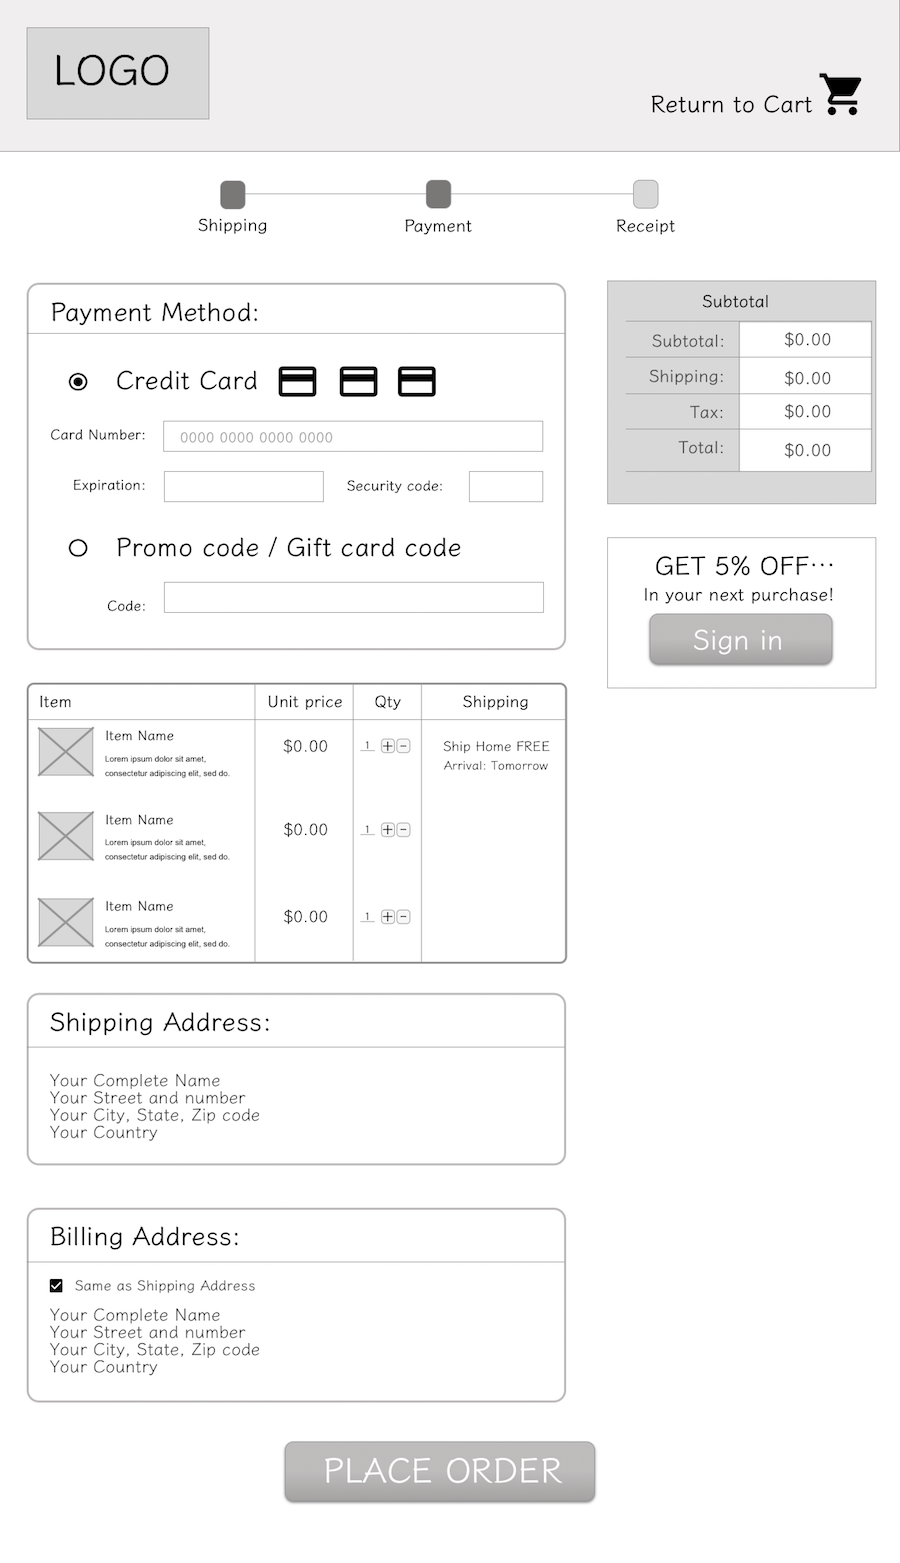 LOGO
Return to Cart
Shipping
Payment
Receipt
Payment Method:
Credit Card
Card Number:
0000 0000 0000 0000
Expiration:
Security code:
Promo code / Gift card code
Code:
Subtotal
Subtotal: $0.00
Shipping: $0.00
Tax: $0.00
Total: $0.00
GET 5% OFF···
In your next purchase!
Sign in
Item Unit price Qty Shipping
Item Name
Lorem ipsum dolor sit amet,
consectetur adipiscing elit, sed do.
$0.00
1 + −
Ship Home FREE
Arrival: Tomorrow
Item Name
Lorem ipsum dolor sit amet,
consectetur adipiscing elit, sed do.
$0.00
1 + −
Item Name
Lorem ipsum dolor sit amet,
consectetur adipiscing elit, sed do.
$0.00
1 + −
Shipping Address:
Your Complete Name
Your Street and number
Your City, State, Zip code
Your Country
Billing Address:
Same as Shipping Address
Your Complete Name
Your Street and number
Your City, State, Zip code
Your Country
PLACE ORDER